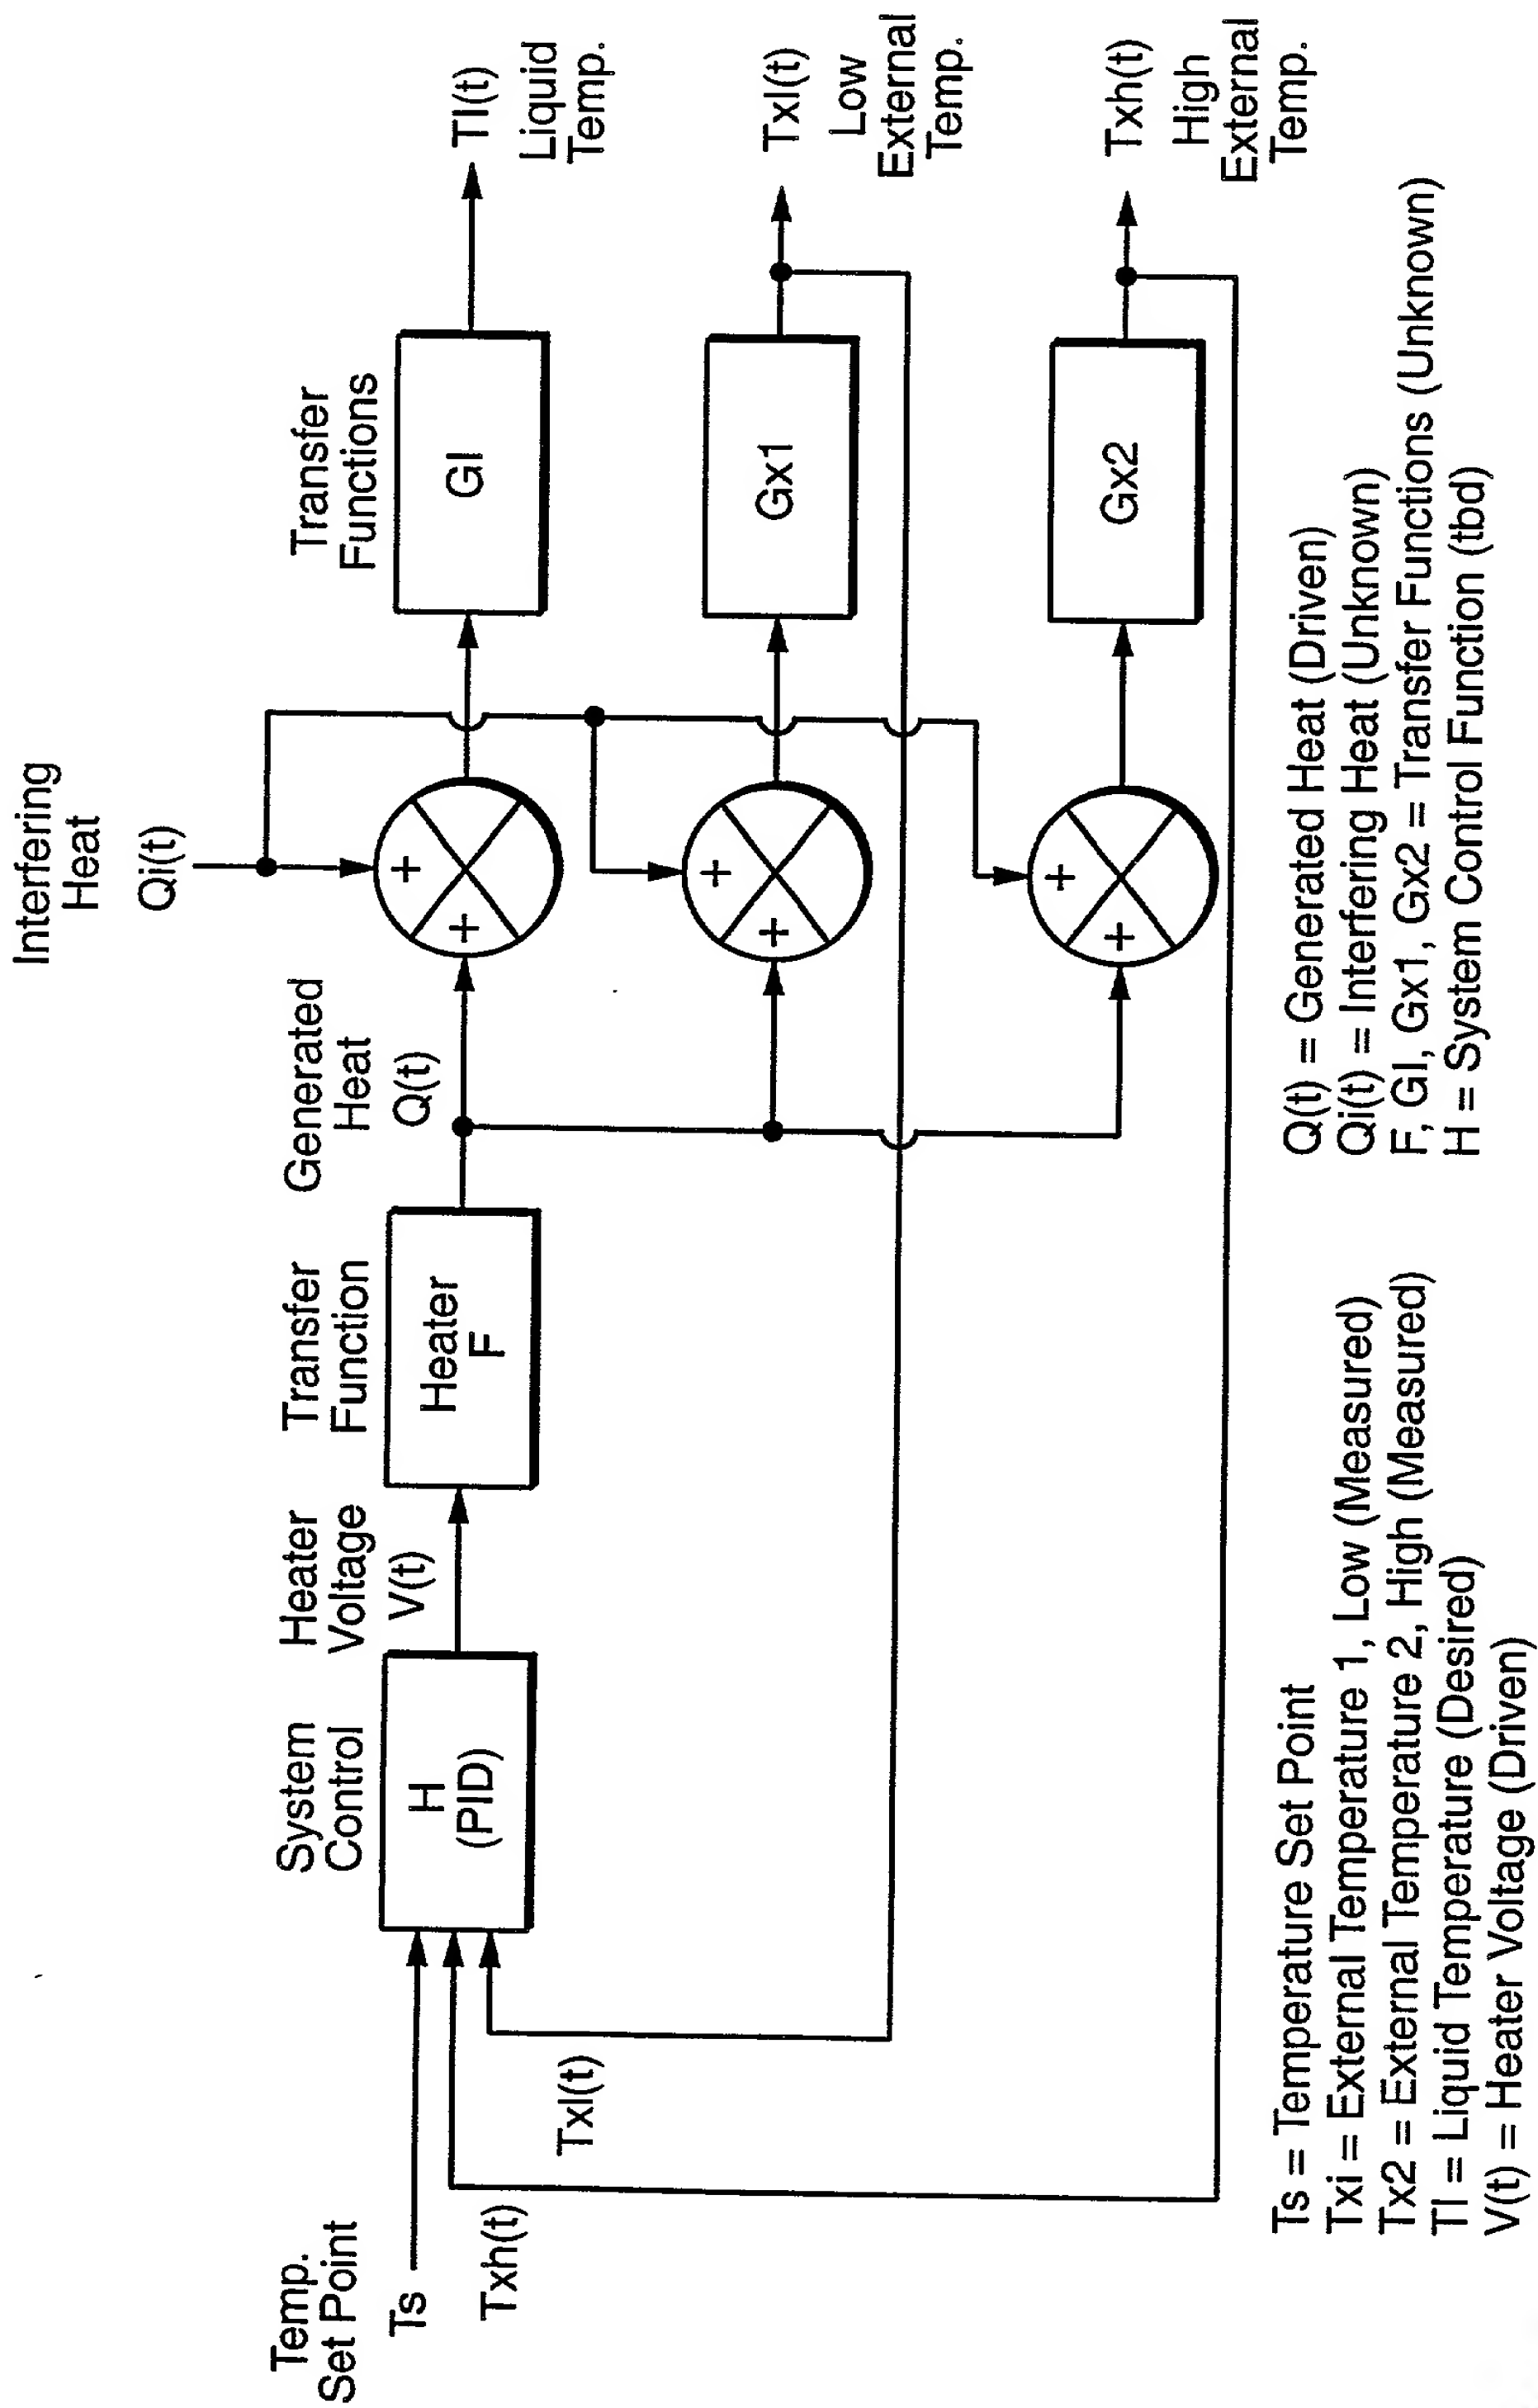 Interfering
Heat
Qi(t)
Temp.
Set Point
Ts
Txh(t)
Txl(t)
System
Control
H
(PID)
Heater
Voltage
V(t)
Transfer
Function
Heater
F
Generated
Heat
Q(t)
+
+
+
+
+
+
Transfer
Functions
Gl
Gx1
Gx2
Tl(t)
Liquid
Temp.
Txl(t)
Low
External
Temp.
Txh(t)
High
External
Temp.
Ts = Temperature Set Point
Txi = External Temperature 1, Low (Measured)
Tx2 = External Temperature 2, High (Measured)
Tl = Liquid Temperature (Desired)
V(t) = Heater Voltage (Driven)
Q(t) = Generated Heat (Driven)
Qi(t) = Interfering Heat (Unknown)
F, Gl, Gx1, Gx2 = Transfer Functions (Unknown)
H = System Control Function (tbd)